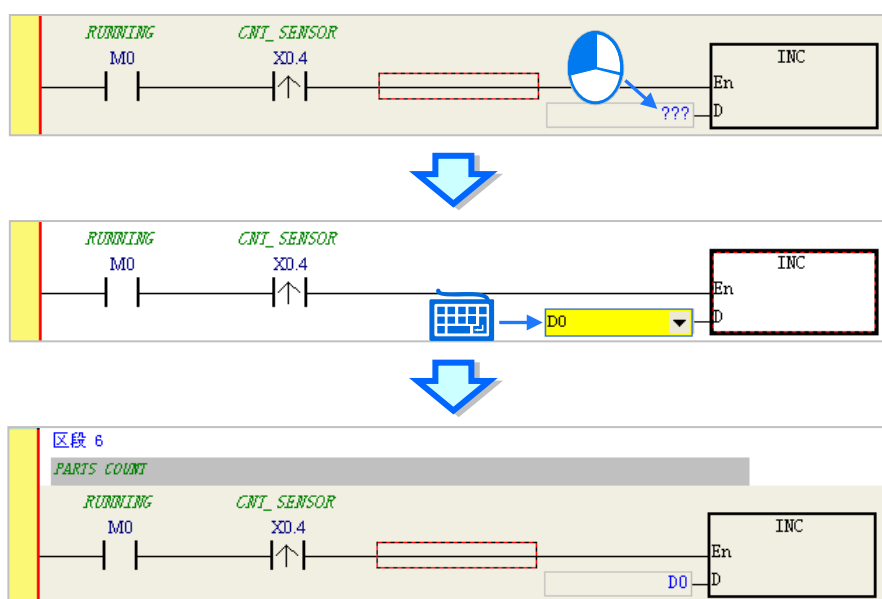 RUNNING CNT_SENSOR
M0 X0.4 INC
En
??? D
RUNNING CNT_SENSOR
M0 X0.4 INC
En
D0 D
区段 6
PARTS COUNT
RUNNING CNT_SENSOR
M0 X0.4 INC
En
D0 D